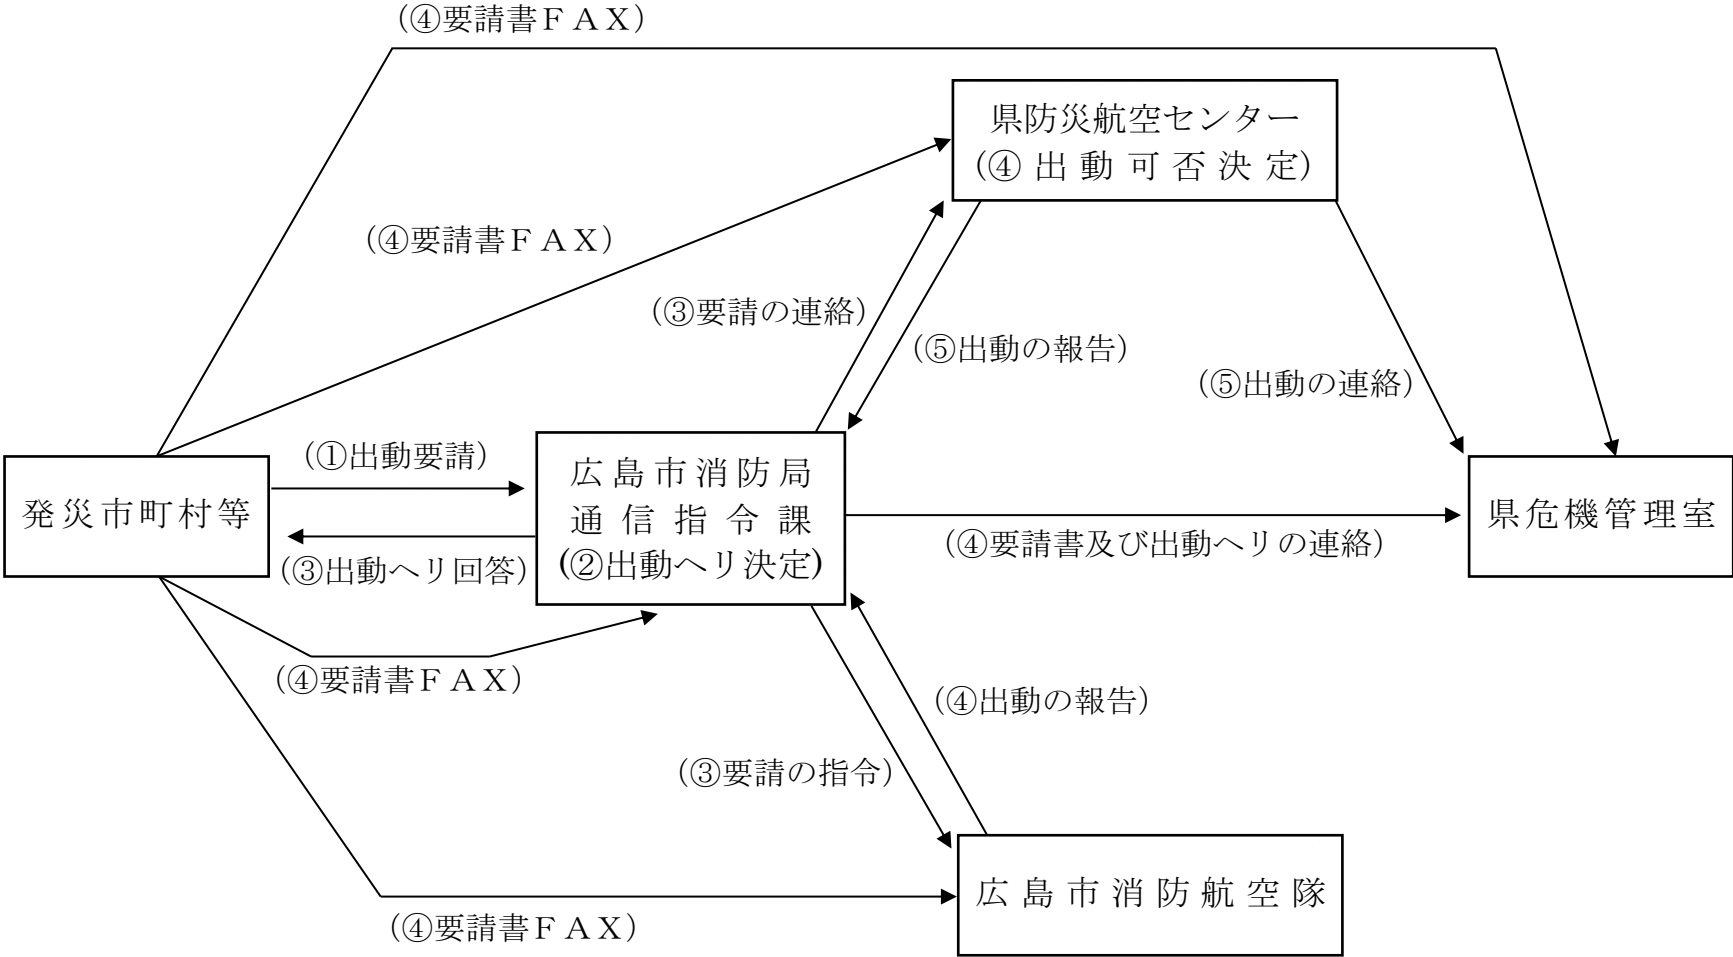 （④要請書ＦＡＸ）
県防災航空センター
(④出動可否決定)
（④要請書ＦＡＸ）
（③要請の連絡）
（⑤出動の報告）
（⑤出動の連絡）
（①出動要請）
発災市町村等
広島市消防局
通信指令課
(②出動ヘリ決定)
県危機管理室
（④要請書及び出動ヘリの連絡）
（③出動ヘリ回答）
（④要請書ＦＡＸ）
（④出動の報告）
（③要請の指令）
広島市消防航空隊
（④要請書ＦＡＸ）